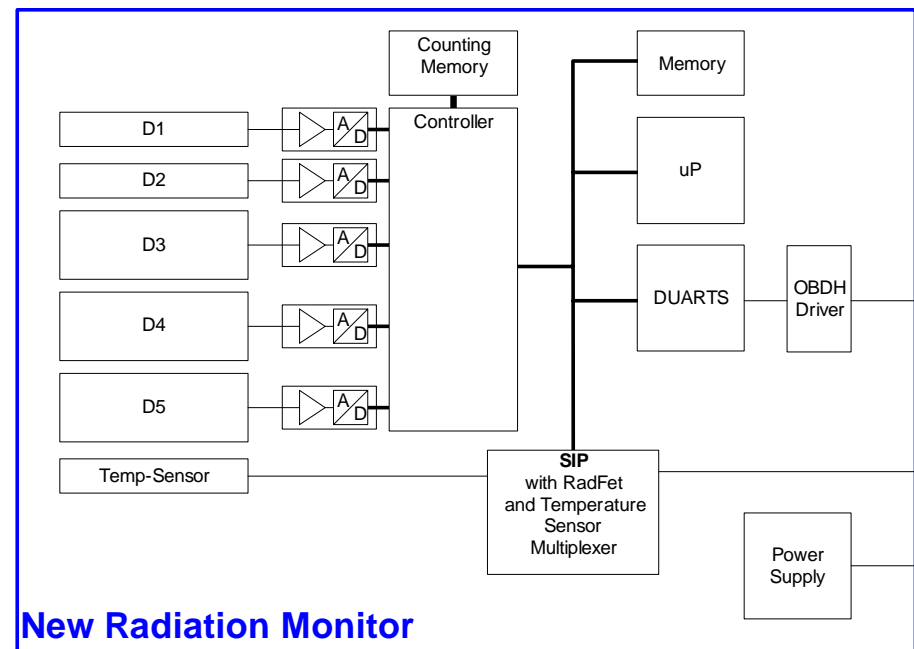 Counting
Memory
Memory
Controller
D1
A
D
D2
A
D
uP
D3
A
D
DUARTS
OBDH
Driver
D4
A
D
D5
A
D
Temp-Sensor
SIP
with RadFet
and Temperature
Sensor
Multiplexer
Power
Supply
New Radiation Monitor